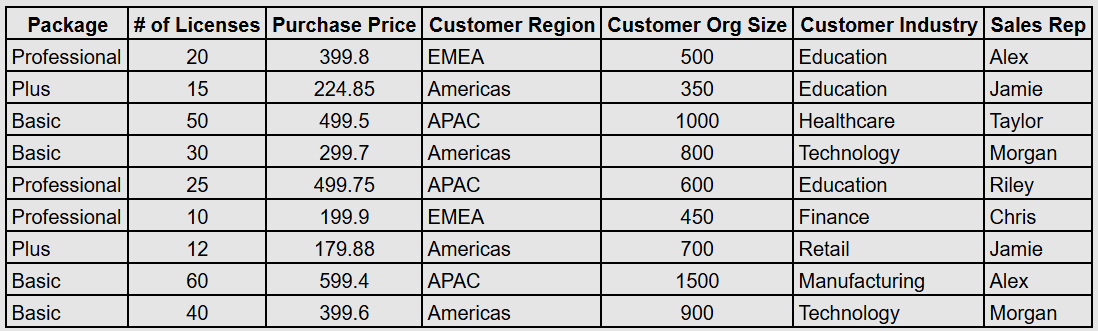 Package # of Licenses Purchase Price Customer Region Customer Org Size Customer Industry Sales Rep
Professional 20 399.8 EMEA 500 Education Alex
Plus 15 224.85 Americas 350 Education Jamie
Basic 50 499.5 APAC 1000 Healthcare Taylor
Basic 30 299.7 Americas 800 Technology Morgan
Professional 25 499.75 APAC 600 Education Riley
Professional 10 199.9 EMEA 450 Finance Chris
Plus 12 179.88 Americas 700 Retail Jamie
Basic 60 599.4 APAC 1500 Manufacturing Alex
Basic 40 399.6 Americas 900 Technology Morgan